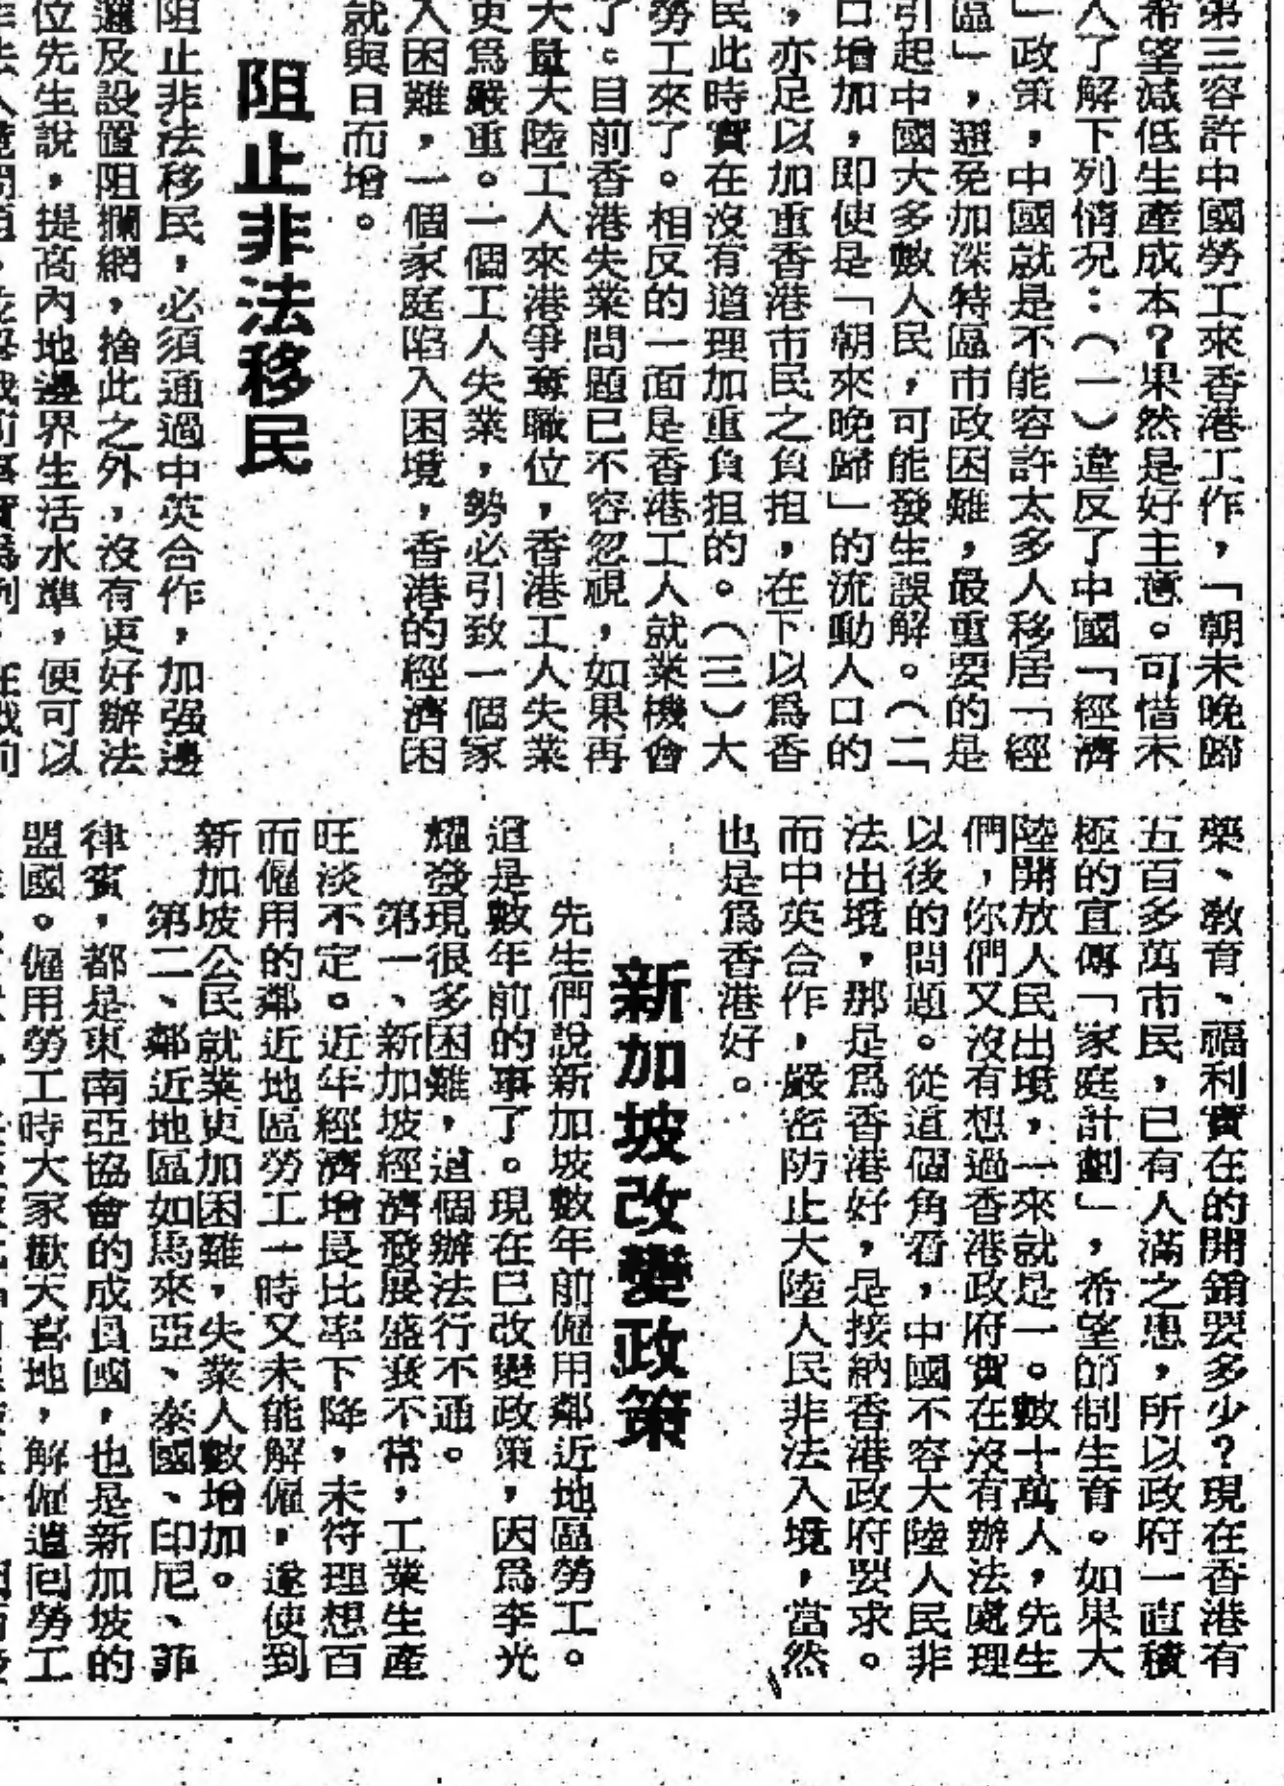 第三容許中國勞工來香港工作，「朝未晚歸
希望減低生產成本？果然是好主意。可惜未
人了解下列情況：（一）違反了中國「經濟
」政策，中國就是不能容許太多人移居「經
區」，避免加深特區市政困難，最重要的是
引起中國大多數人民，可能發生誤解。（二
口增加，即使是「朝來晚歸」的流動人口的
，亦足以加重香港市民之負担，在下以爲香
民此時實在沒有道理加重負担的。（三）大
勞工來了。相反的一面是香港工人就業機會
了。目前香港失業問題已不容忽視，如果再
大量大陸工人來港爭奪職位，香港工人失業
更爲嚴重。一個工人失業，勢必引致一個家
入困難，一個家庭陷入困境，香港的經濟困
就與日而增。
阻止非法移民
阻止非法移民，必須通過中英合作，加强邊
邏及設置阻攔網，捨此之外，沒有更好辦法
位先生說，提高內地邊界生活水準，便可以
藥、教育、福利實在的開銷要多少？現在香港有
五百多萬市民，已有人滿之患，所以政府一直積
極的宣傳「家庭計劃」，希望節制生育。如果大
陸開放人民出境，一來就是一。數十萬人，先生
們，你們又沒有想過香港政府實在沒有辦法處理
以後的問題。從這個角看，中國不容大陸人民非
法出境，那是爲香港好，是接納香港政府要求。
而中英合作，嚴密防止大陸人民非法入境，當然
也是爲香港好。
新加坡改變政策
先生們說新加坡數年前僱用鄰近地區勞工。
這是數年前的事了。現在已改變政策，因爲李光
耀發現很多困難，這個辦法行不通。
第一、新加坡經濟發展盛衰不常，工業生產
旺淡不定。近年經濟增長比率下降，未符理想百
而僱用的鄰近地區勞工一時又未能解僱，遂使到
新加坡公民就業更加困難，失業人數增加。
第二、鄰近地區如馬來亞、泰國、印尼、菲
律賓，都是東南亞協會的成員國，也是新加坡的
盟國。僱用勞工時大家歡天喜地，解僱遣回勞工